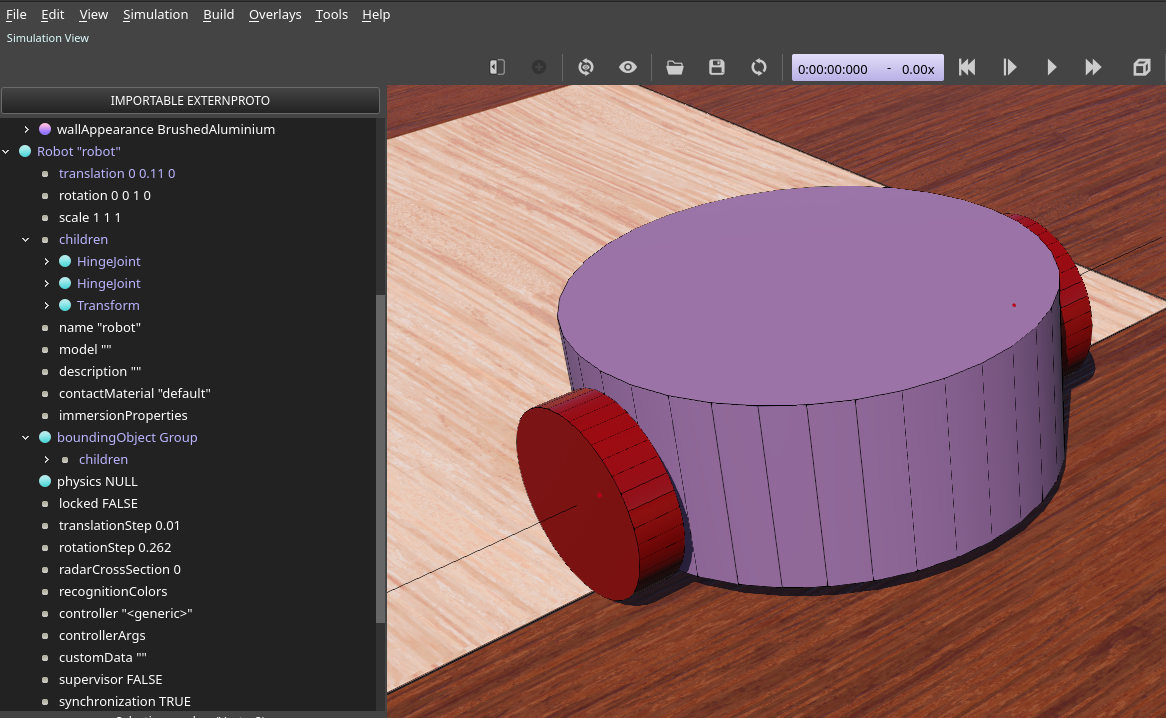 File Edit View Simulation Build Overlays Tools Help
Simulation View
0:00:00:000 - 0.00x
IMPORTABLE EXTERNPROTO
wallAppearance BrushedAluminium
Robot "robot"
translation 0 0.11 0
rotation 0 0 1 0
scale 1 1 1
children
HingeJoint
HingeJoint
Transform
name "robot"
model ""
description ""
contactMaterial "default"
immersionProperties
boundingObject Group
children
physics NULL
locked FALSE
translationStep 0.01
rotationStep 0.262
radarCrossSection 0
recognitionColors
controller "<generic>"
controllerArgs
customData ""
supervisor FALSE
synchronization TRUE